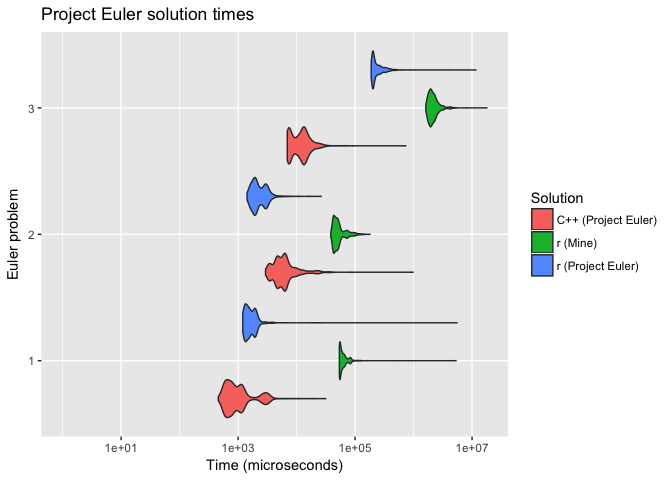 Project Euler solution times
Euler problem
3
2
1
1e+01
1e+03
1e+05
1e+07
Time (microseconds)
Solution
C++ (Project Euler)
r (Mine)
r (Project Euler)